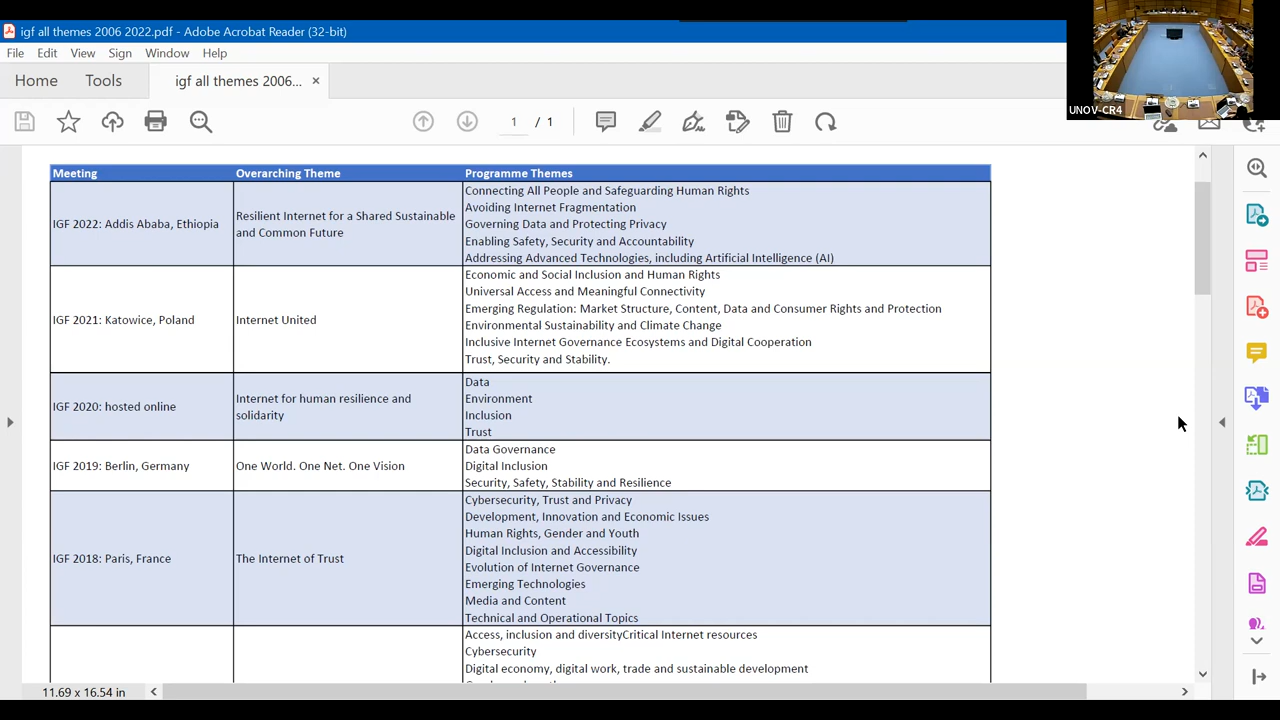 igf all themes 2006 2022.pdf - Adobe Acrobat Reader (32-bit)
File Edit View Sign Window Help
Home Tools igf all themes 2006... ×
1 / 1
UNOV-CR4
Meeting Overarching Theme Programme Themes
IGF 2022: Addis Ababa, Ethiopia
Resilient Internet for a Shared Sustainable
and Common Future
Connecting All People and Safeguarding Human Rights
Avoiding Internet Fragmentation
Governing Data and Protecting Privacy
Enabling Safety, Security and Accountability
Addressing Advanced Technologies, including Artificial Intelligence (AI)
IGF 2021: Katowice, Poland
Internet United
Economic and Social Inclusion and Human Rights
Universal Access and Meaningful Connectivity
Emerging Regulation: Market Structure, Content, Data and Consumer Rights and Protection
Environmental Sustainability and Climate Change
Inclusive Internet Governance Ecosystems and Digital Cooperation
Trust, Security and Stability.
IGF 2020: hosted online
Internet for human resilience and
solidarity
Data
Environment
Inclusion
Trust
IGF 2019: Berlin, Germany
One World. One Net. One Vision
Data Governance
Digital Inclusion
Security, Safety, Stability and Resilience
IGF 2018: Paris, France
The Internet of Trust
Cybersecurity, Trust and Privacy
Development, Innovation and Economic Issues
Human Rights, Gender and Youth
Digital Inclusion and Accessibility
Evolution of Internet Governance
Emerging Technologies
Media and Content
Technical and Operational Topics
Access, inclusion and diversityCritical Internet resources
Cybersecurity
Digital economy, digital work, trade and sustainable development
11.69 x 16.54 in